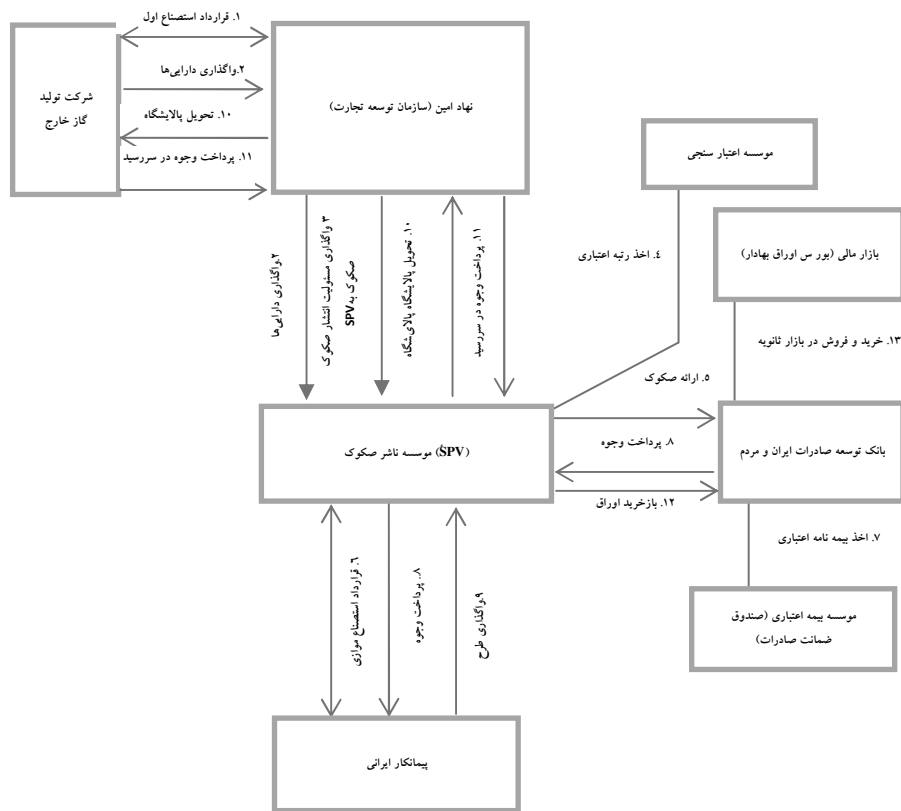 ۱. قرارداد استصناع اول
۲.واگذاری دارایی‌ها
۱۰. تحویل پالایشگاه
۱۱. پرداخت وجوه در سررسید
شرکت تولید
گاز خارج
نهاد امین (سازمان توسعه تجارت)
موسسه اعتبار سنجی
بازار مالی (بور س اوراق بهادار)
۲.واگذاری دارایی‌ها
۳ واگذاری مسئولیت انتشار صکوک
صکوک به SPV
۱۰. تحویل پالایشگاه پالایشگاه
۱۱. پرداخت وجوه در سررسید
٤. اخذ رتبه اعتباری
۱۳. خرید و فروش در بازار ثانویه
۵. ارائه صکوک
(SPV) موسسه ناشر صکوک
۸. پرداخت وجوه
۱۲. بازخرید اوراق
بانک توسعه صادرات ایران و مردم
۷. اخذ بیمه نامه اعتباری
موسسه بیمه اعتباری (صندوق
ضمانت صادرات)
۶. قرارداد استصناع موازی
۸. پرداخت وجوه
۹.واگذاری طرح
پیمانکار ایرانی